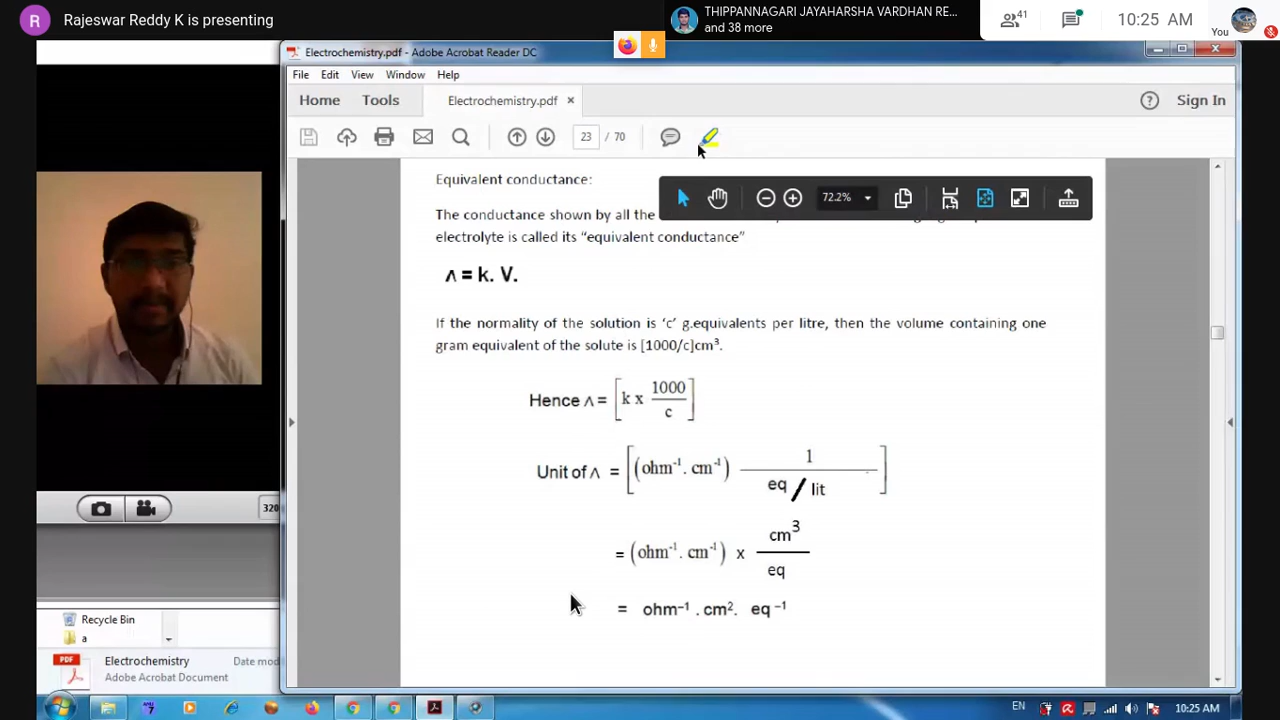 R Rajeswar Reddy K is presenting
THIPPANNAGARI JAYAHARSHA VARDHAN RE...
and 38 more
41
10:25 AM
You
Electrochemistry.pdf - Adobe Acrobat Reader DC
File Edit View Window Help
Home Tools Electrochemistry.pdf × Sign In
23 / 70
72.2%
Equivalent conductance:
The conductance shown by all the
electrolyte is called its “equivalent conductance”
Λ = k. V.
If the normality of the solution is ‘c’ g.equivalents per litre, then the volume containing one
gram equivalent of the solute is [1000/c]cm³.
Hence Λ = [k x 1000/c]
Unit of Λ = [(ohm⁻¹. cm⁻¹) 1/eq / lit]
= (ohm⁻¹. cm⁻¹) x cm³/eq
= ohm⁻¹ . cm². eq ⁻¹
320
Recycle Bin
a
PDF Electrochemistry Date mod
Adobe Acrobat Document
EN 10:25 AM